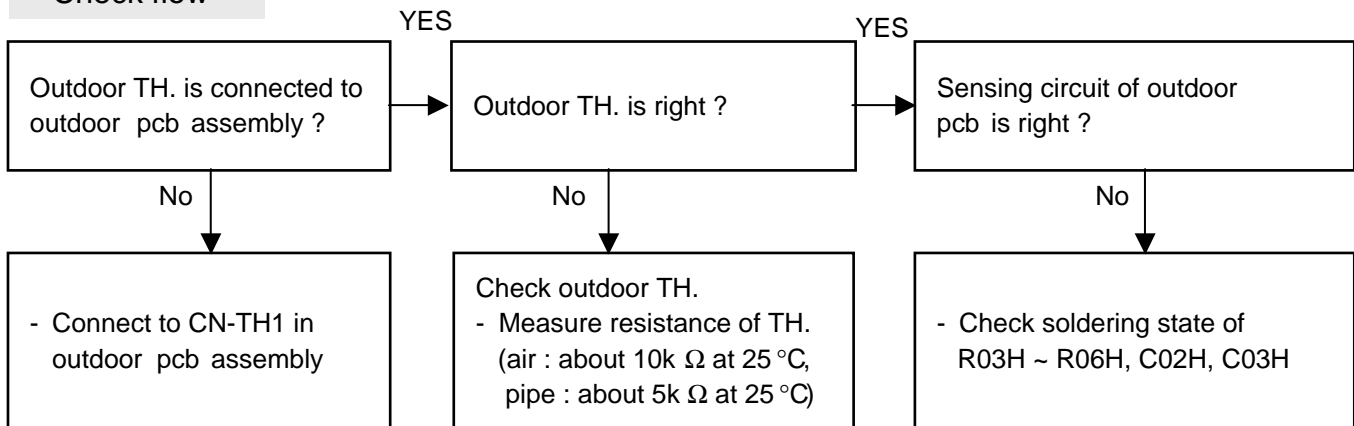 Check flow
YES
YES
Outdoor TH. is connected to
outdoor pcb assembly ?
Outdoor TH. is right ?
Sensing circuit of outdoor
pcb is right ?
No
No
No
- Connect to CN-TH1 in
outdoor pcb assembly
Check outdoor TH.
- Measure resistance of TH.
(air : about 10k Ω at 25 °C,
pipe : about 5k Ω at 25 °C)
- Check soldering state of
R03H ~ R06H, C02H, C03H